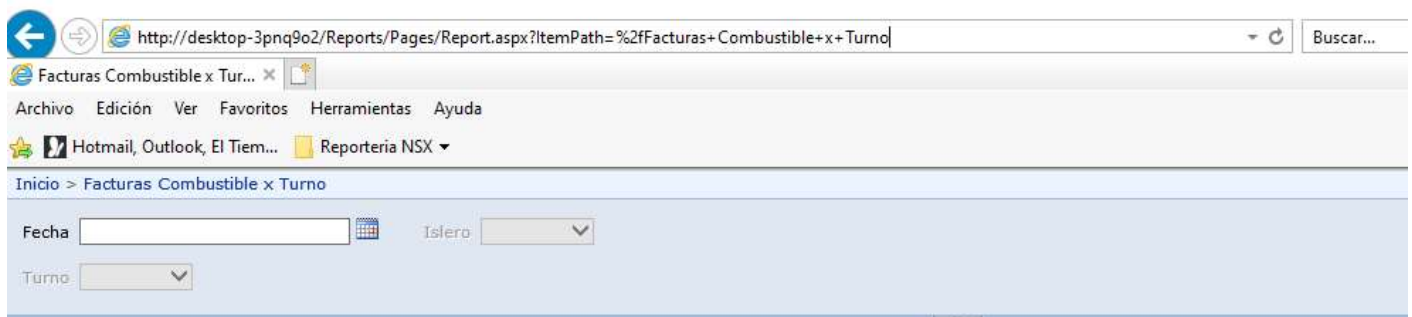 http://desktop-3pnq9o2/Reports/Pages/Report.aspx?ItemPath=%2fFacturas+Combustible+x+Turno Buscar...
Facturas Combustible x Tur...
Archivo Edición Ver Favoritos Herramientas Ayuda
Hotmail, Outlook, El Tiem... Reporteria NSX
Inicio > Facturas Combustible x Turno
Fecha Islero
Turno